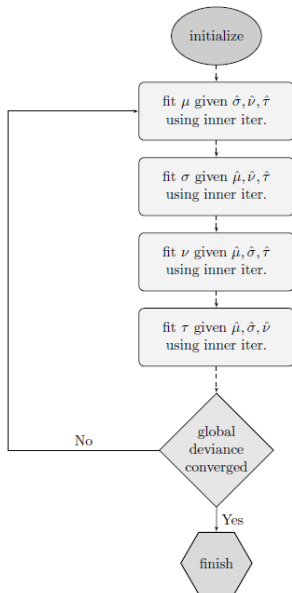 initialize
fit μ given σ̂, ν̂, τ̂
using inner iter.
fit σ given μ̂, ν̂, τ̂
using inner iter.
fit ν given μ̂, σ̂, τ̂
using inner iter.
fit τ given μ̂, σ̂, ν̂
using inner iter.
No
global
deviance
converged
Yes
finish